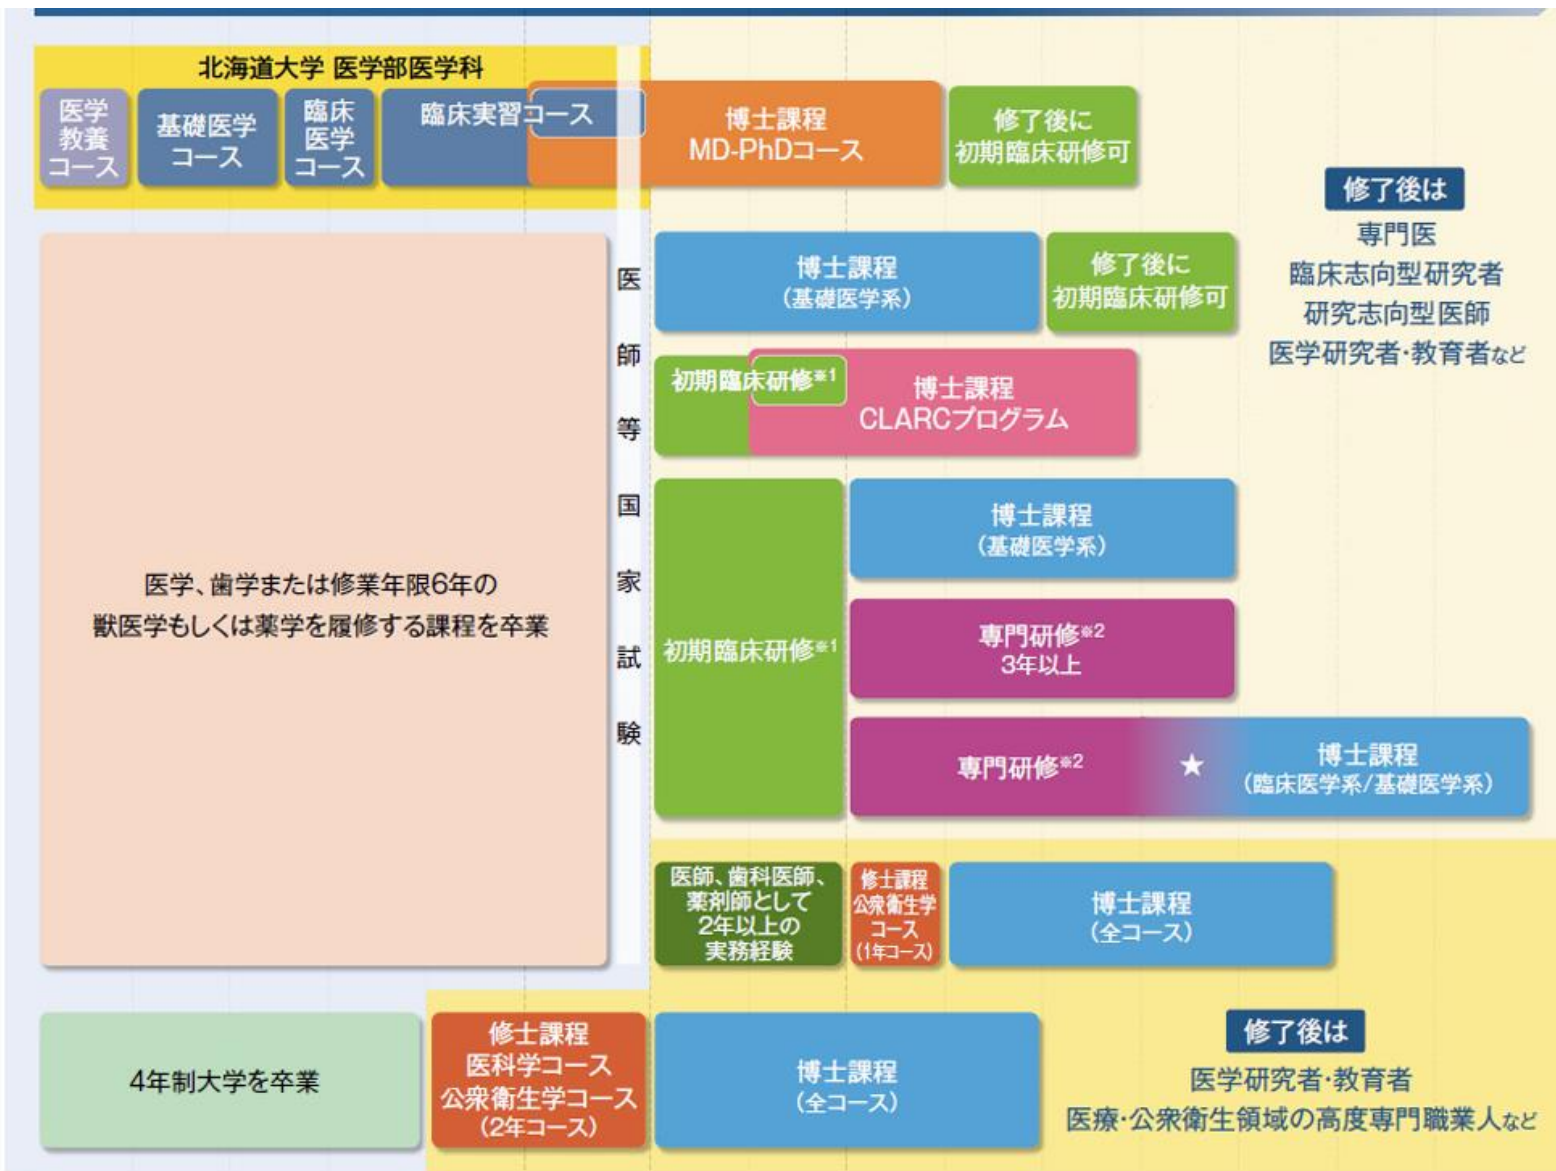 北海道大学 医学部医学科
医学
教養
コース
基礎医学
コース
臨床
医学
コース
臨床実習コース
博士課程
MD-PhDコース
修了後に
初期臨床研修可
修了後は
専門医
臨床志向型研究者
研究志向型医師
医学研究者・教育者など
医学、歯学または修業年限6年の
獣医学もしくは薬学を履修する課程を卒業
医師等国家試験
博士課程
(基礎医学系)
修了後に
初期臨床研修可
初期臨床研修※1
博士課程
CLARCプログラム
初期臨床研修※1
博士課程
(基礎医学系)
専門研修※2
3年以上
専門研修※2
★
博士課程
(臨床医学系/基礎医学系)
医師、歯科医師、
薬剤師として
2年以上の
実務経験
修士課程
公衆衛生学
コース
(1年コース)
博士課程
(全コース)
4年制大学を卒業
修士課程
医科学コース
公衆衛生学コース
(2年コース)
博士課程
(全コース)
修了後は
医学研究者・教育者
医療・公衆衛生領域の高度専門職業人など